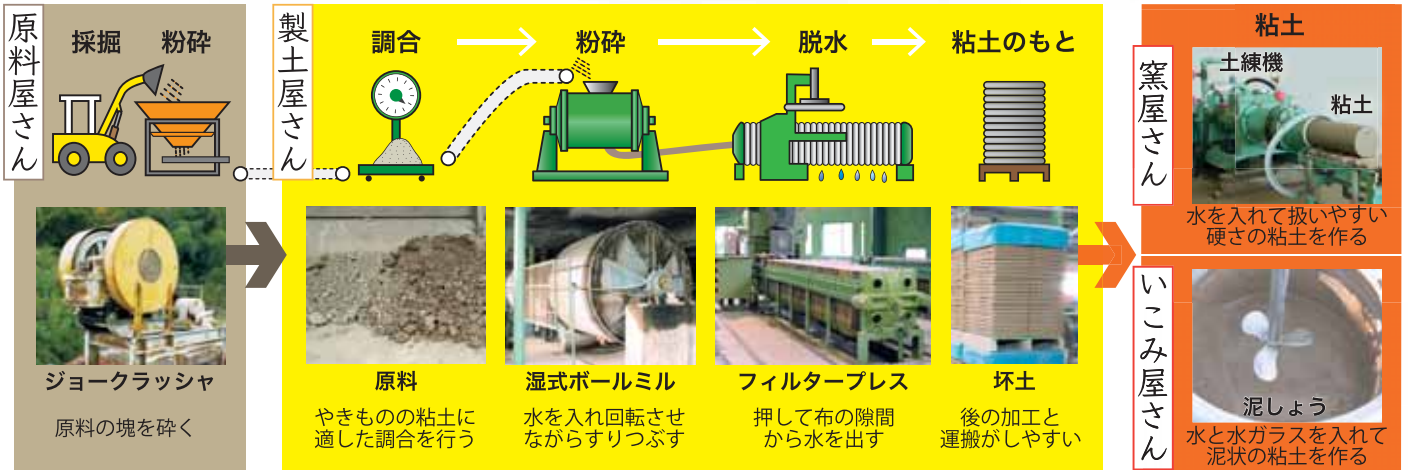 原料屋さん
採掘
粉砕
ジョークラッシャ
原料の塊を砕く
製土屋さん
調合
粉砕
脱水
粘土のもと
原料
やきものの粘土に
適した調合を行う
湿式ボールミル
水を入れ回転させ
ながらすりつぶす
フィルタープレス
押して布の隙間
から水を出す
坏土
後の加工と
運搬がしやすい
窯屋さん
粘土
土練機
粘土
水を入れて扱いやすい
硬さの粘土を作る
いこみ屋さん
泥しょう
水と水ガラスを入れて
泥状の粘土を作る